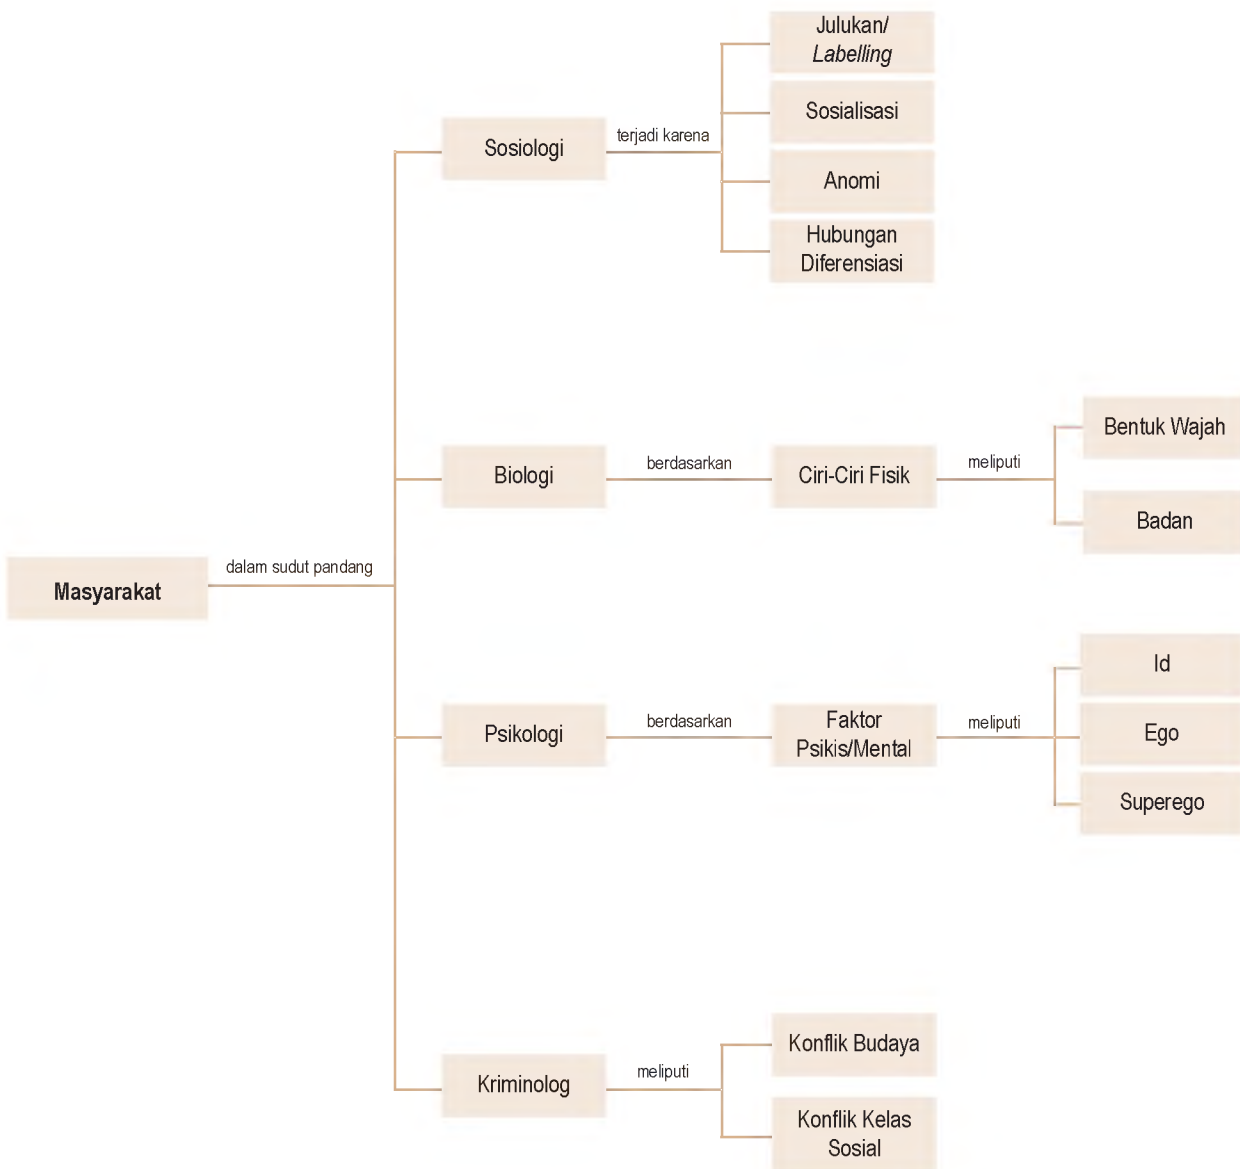 Julukan/
Labelling
Sosiologi
terjadi karena
Sosialisasi
Anomi
Hubungan
Diferensiasi
Bentuk Wajah
Biologi
berdasarkan
Ciri-Ciri Fisik
meliputi
Badan
Masyarakat
dalam sudut pandang
Id
Psikologi
berdasarkan
Faktor
Psikis/Mental
meliputi
Ego
Superego
Konflik Budaya
Kriminolog
meliputi
Konflik Kelas
Sosial